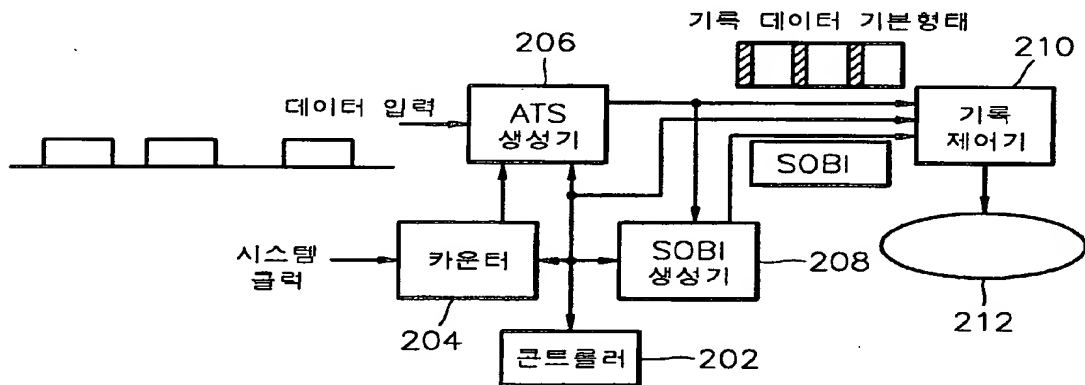 기록 데이터 기본형태
206
210
데이터 입력
ATS
생성기
기록
제어기
SOBI
시스템
클럭
카운터
SOBI
생성기
208
204
212
콘트롤러
202